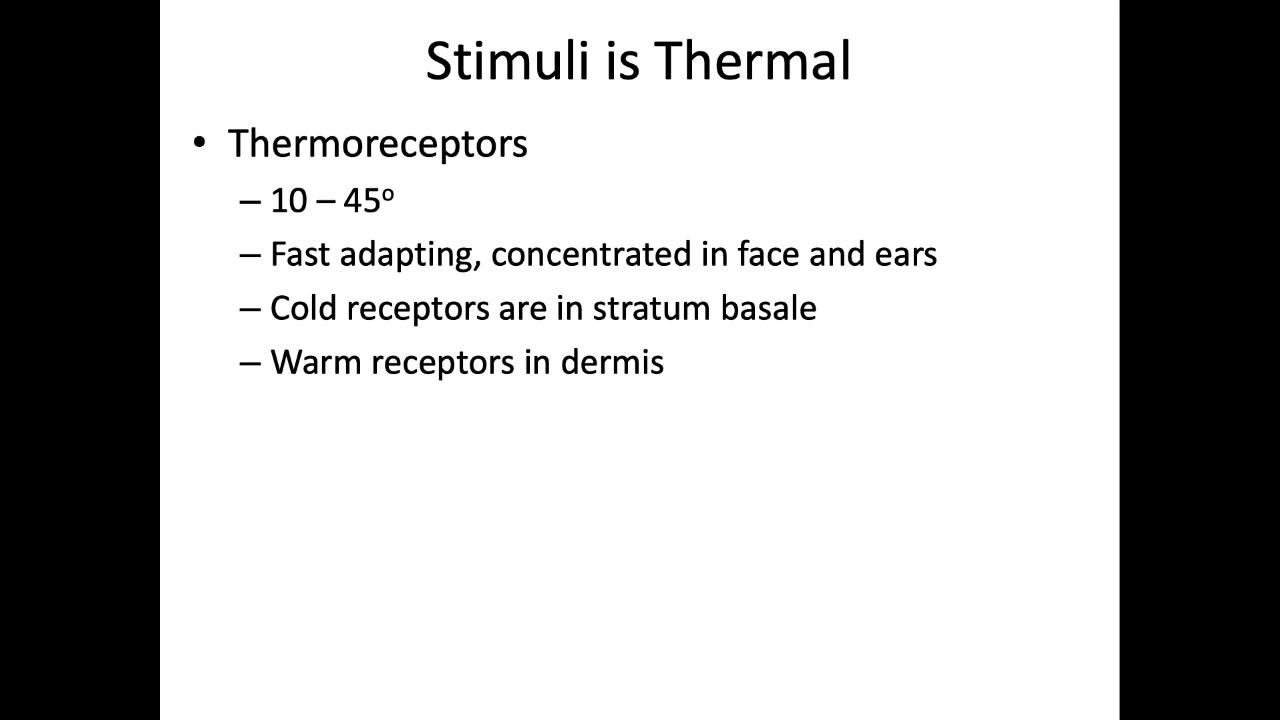 Stimuli is Thermal
• Thermoreceptors
– 10 – 45º
– Fast adapting, concentrated in face and ears
– Cold receptors are in stratum basale
– Warm receptors in dermis